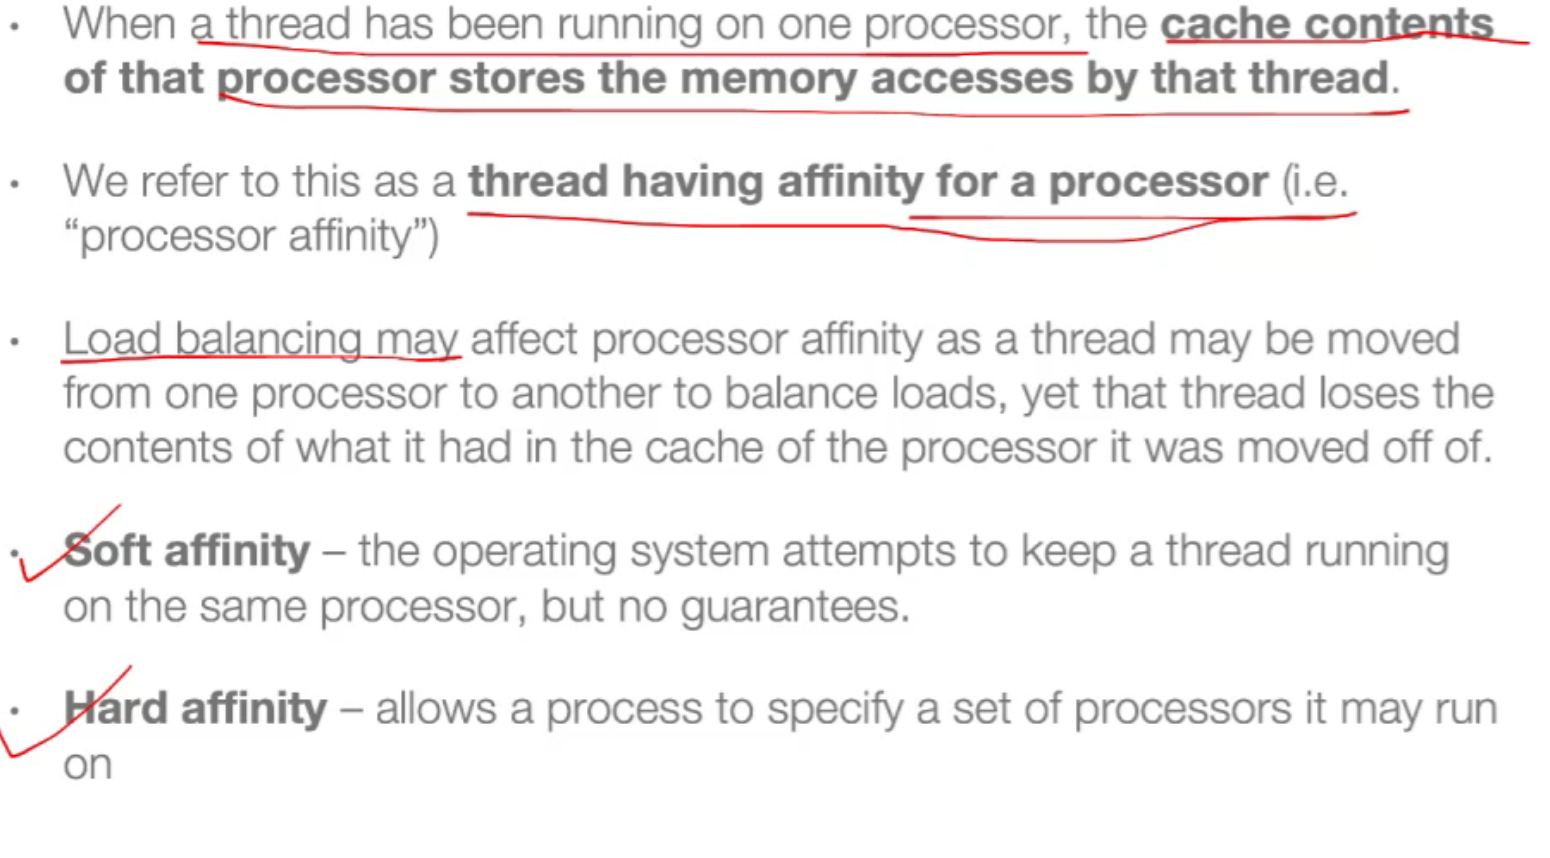 • When a thread has been running on one processor, the cache contents
of that processor stores the memory accesses by that thread.
• We refer to this as a thread having affinity for a processor (i.e.
“processor affinity”)
• Load balancing may affect processor affinity as a thread may be moved
from one processor to another to balance loads, yet that thread loses the
contents of what it had in the cache of the processor it was moved off of.
• Soft affinity – the operating system attempts to keep a thread running
on the same processor, but no guarantees.
• Hard affinity – allows a process to specify a set of processors it may run
on